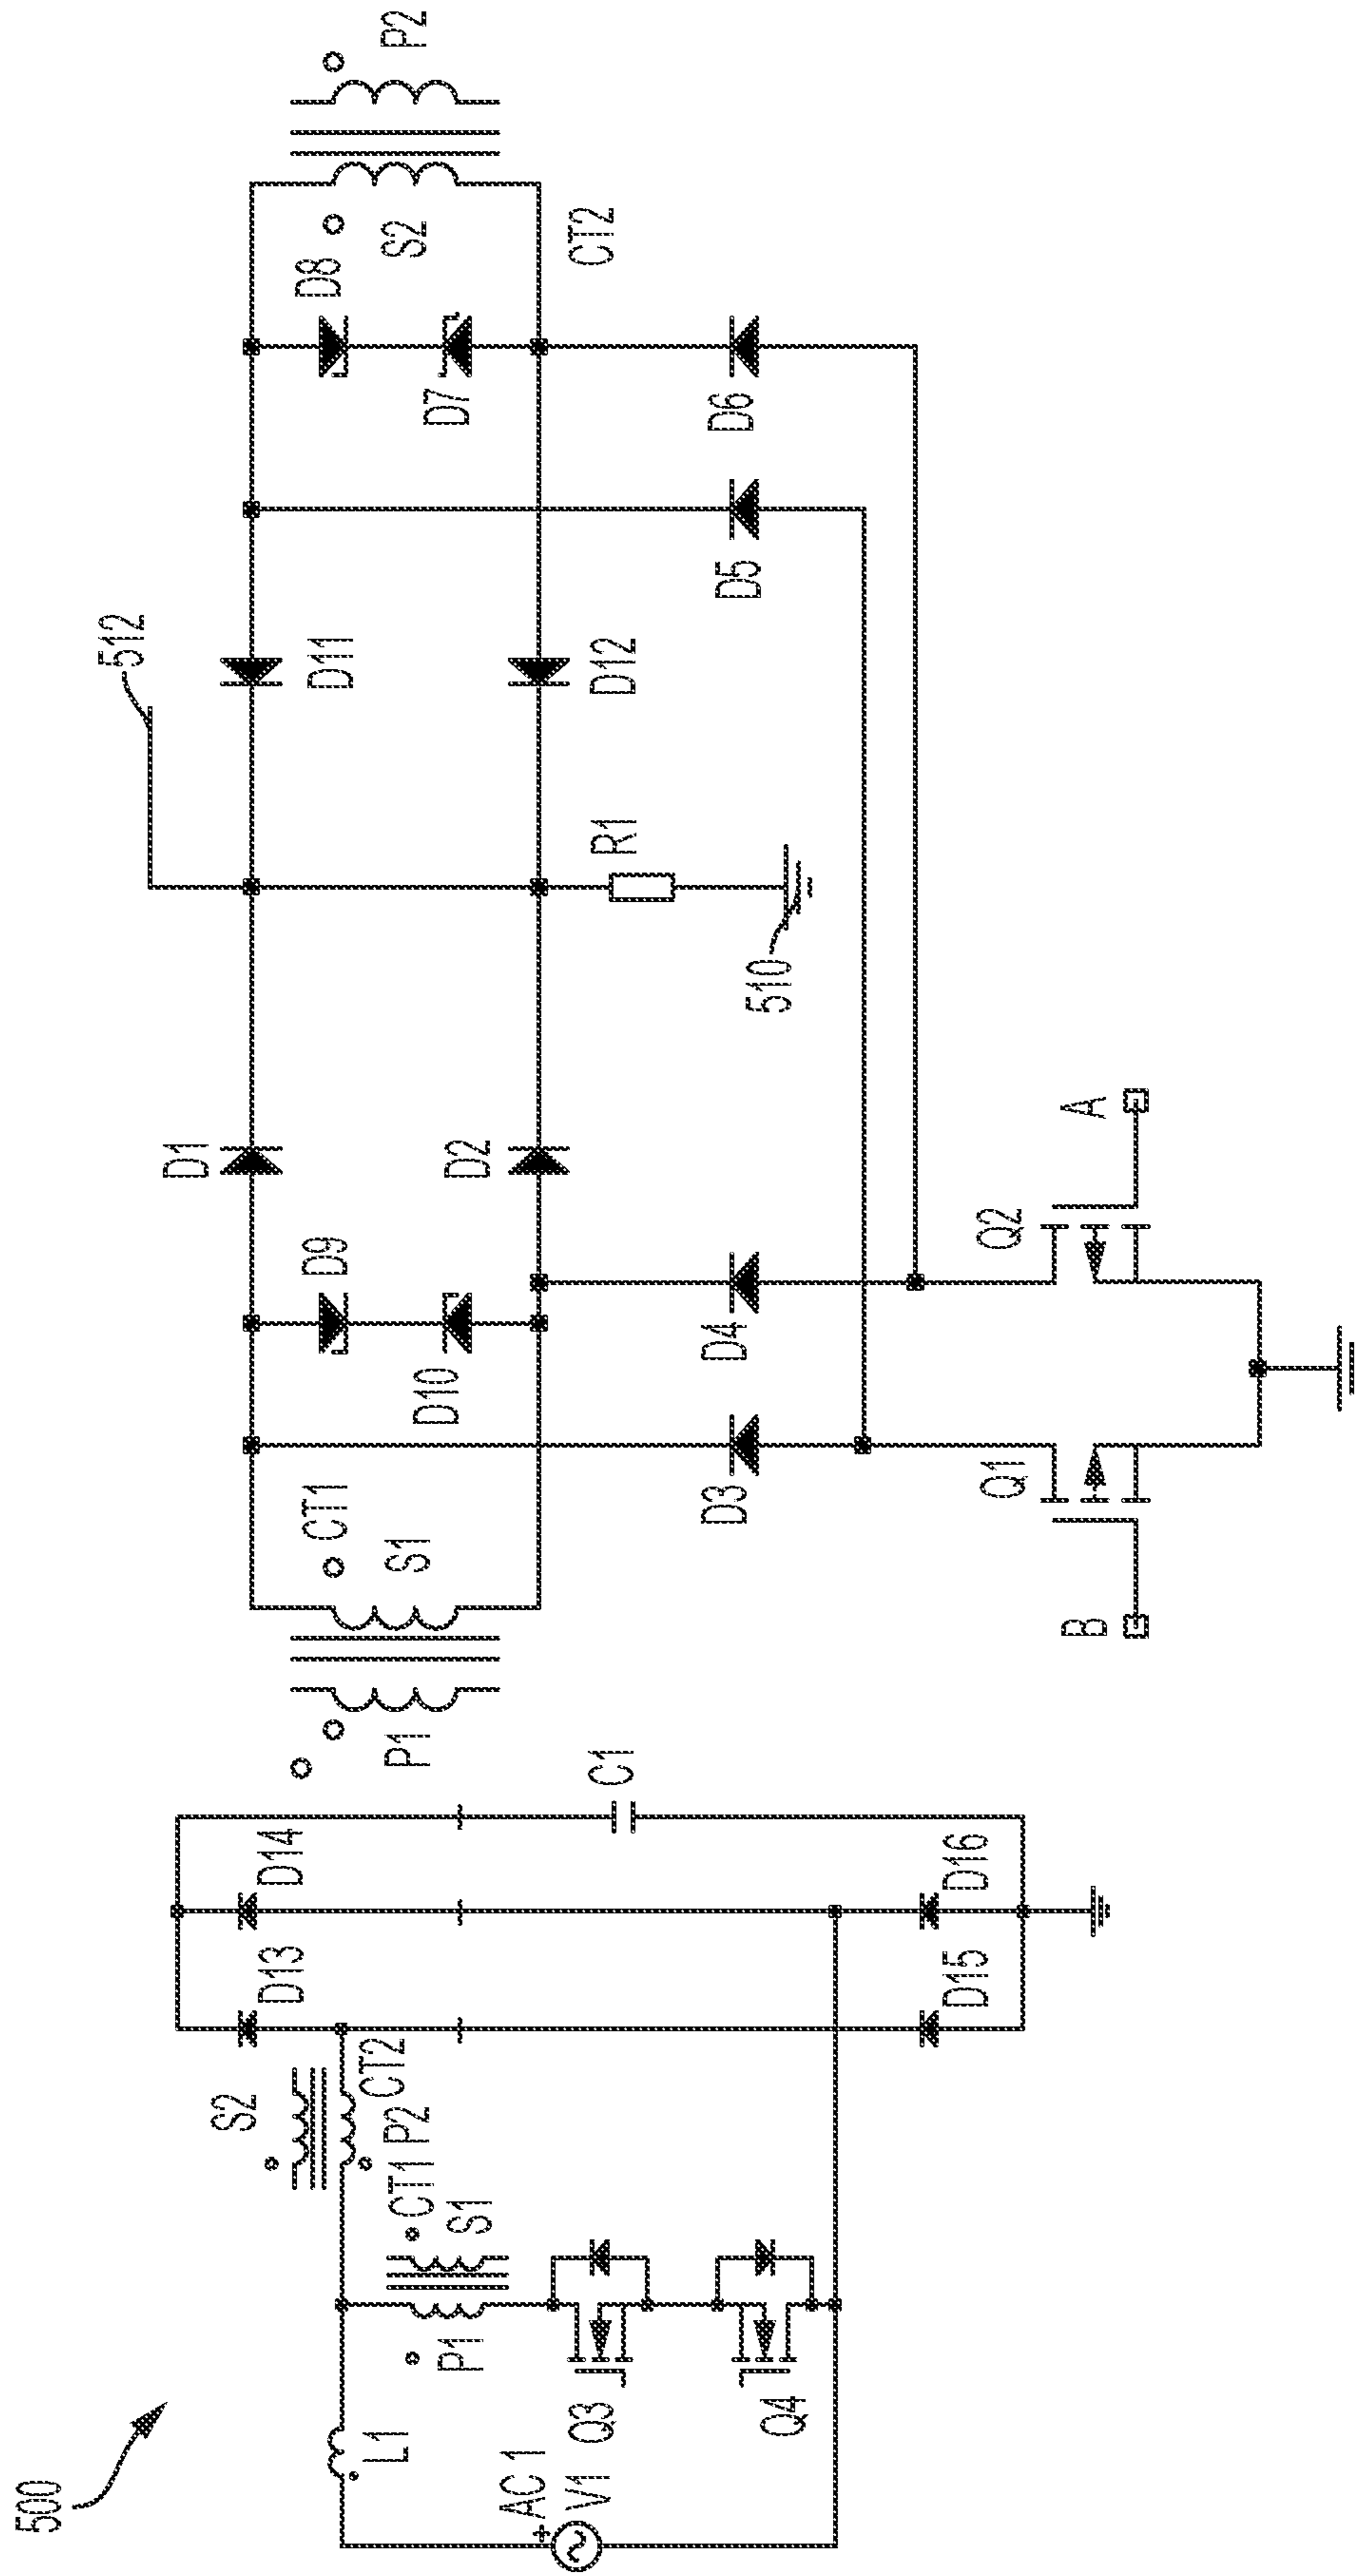 500
AC 1
V1
L1
Q3
Q4
P1
S1
CT1
P2
CT2
S2
D13
D14
D15
D16
C1
P1
CT1
S1
D9
D10
D1
D2
D3
D4
Q1
Q2
B
A
512
R1
510
D11
D12
D5
D6
D8
D7
S2
CT2
P2